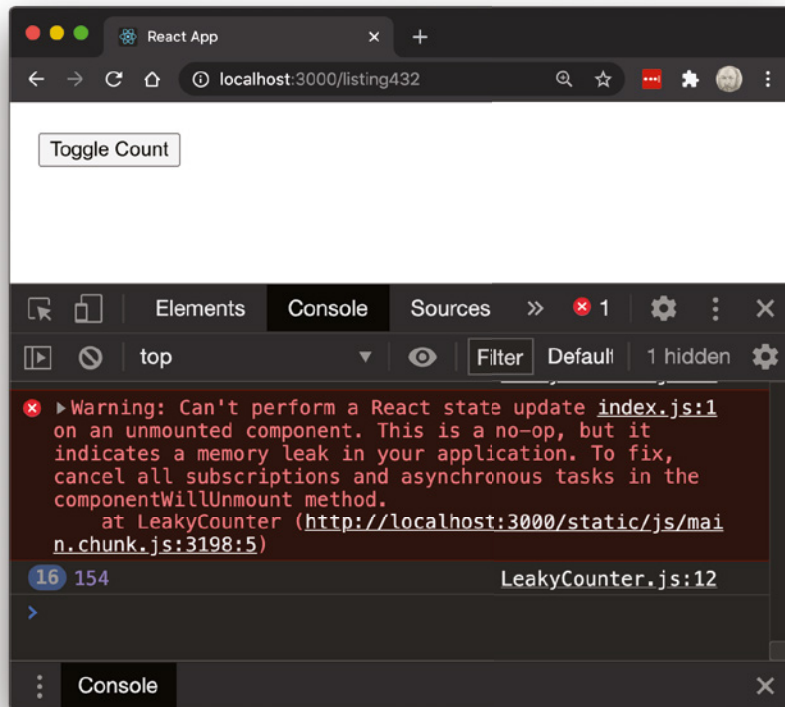 React App
localhost:3000/listing432
Toggle Count
Elements Console Sources 1
top Filter Default 1 hidden
Warning: Can't perform a React state update index.js:1
on an unmounted component. This is a no-op, but it
indicates a memory leak in your application. To fix,
cancel all subscriptions and asynchronous tasks in the
componentWillUnmount method.
at LeakyCounter (http://localhost:3000/static/js/mai
n.chunk.js:3198:5)
16 154 LeakyCounter.js:12
Console